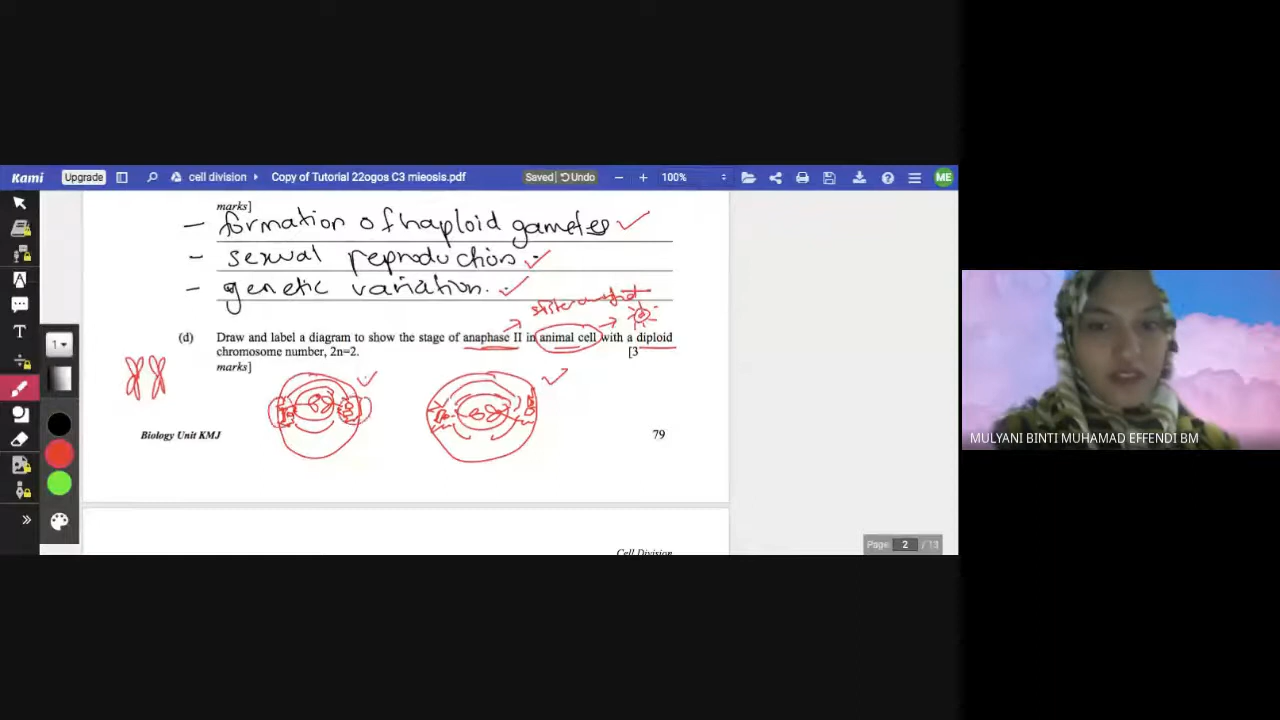 Kami
Upgrade
cell division
Copy of Tutorial 22ogos C3 mieosis.pdf
Saved Undo
100%
ME
marks]
- formation of haploid gametes
- sexual reproduction.
- genetic variation.
(d) Draw and label a diagram to show the stage of anaphase II in animal cell with a diploid
chromosome number, 2n=2. [3
marks]
1
Biology Unit KMJ
79
Cell Division
Page: 2 / 13
T
A
MULYANI BINTI MUHAMAD EFFENDI BM